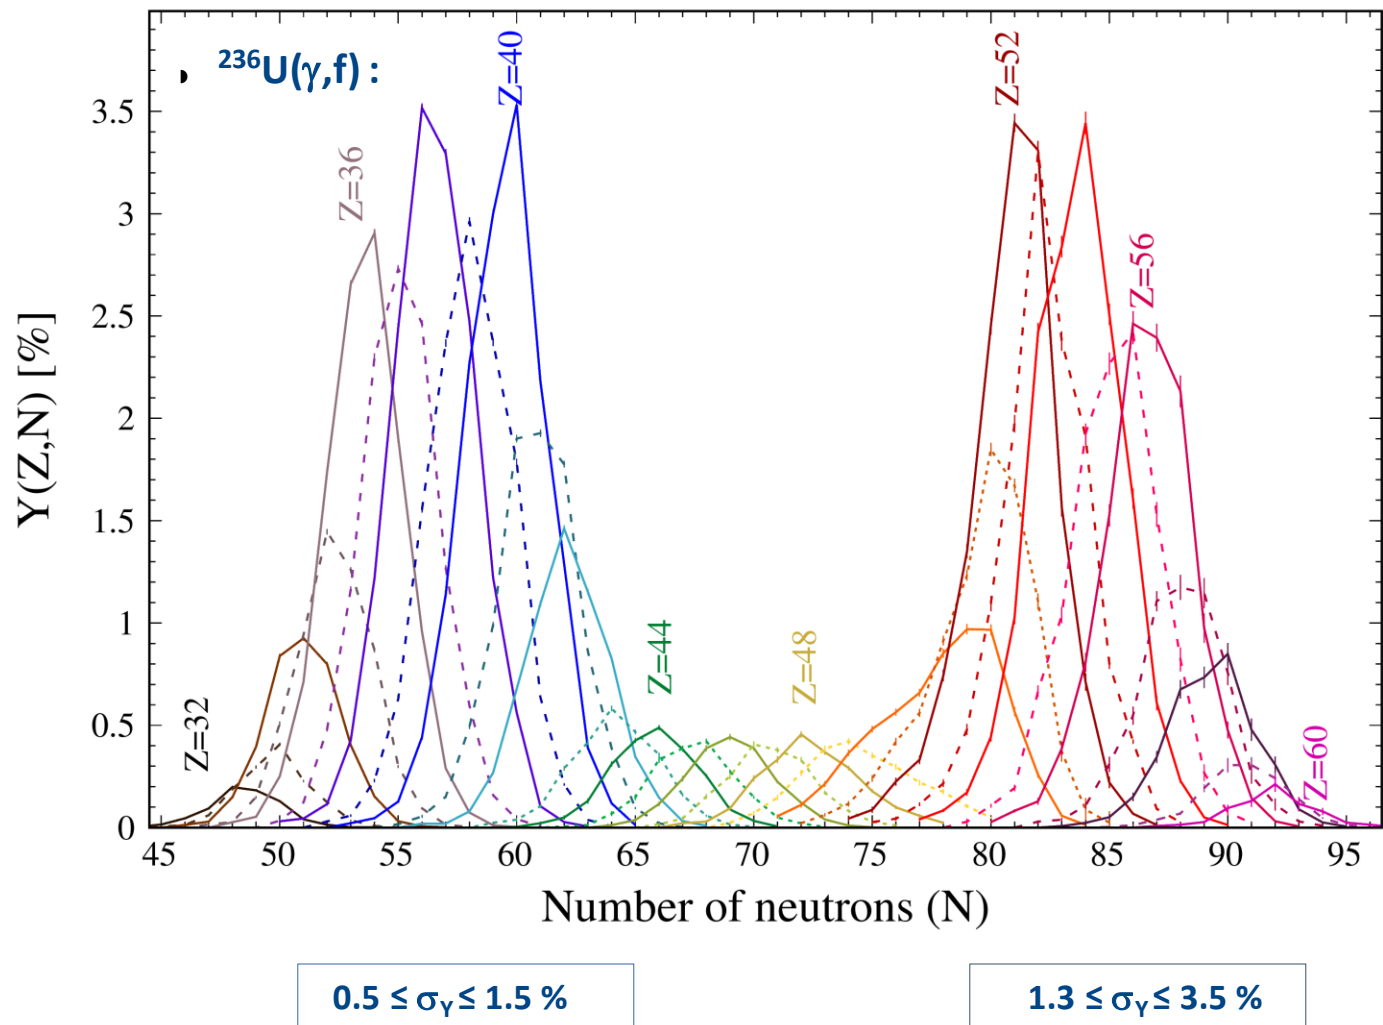 ²³⁶U(γ,f) :
Z=32
Z=36
Z=40
Z=44
Z=48
Z=52
Z=56
Z=60
Y(Z,N) [%]
3.5
3
2.5
2
1.5
1
0.5
0
45 50 55 60 65 70 75 80 85 90 95
Number of neutrons (N)
0.5 ≤ σY ≤ 1.5 %
1.3 ≤ σY ≤ 3.5 %